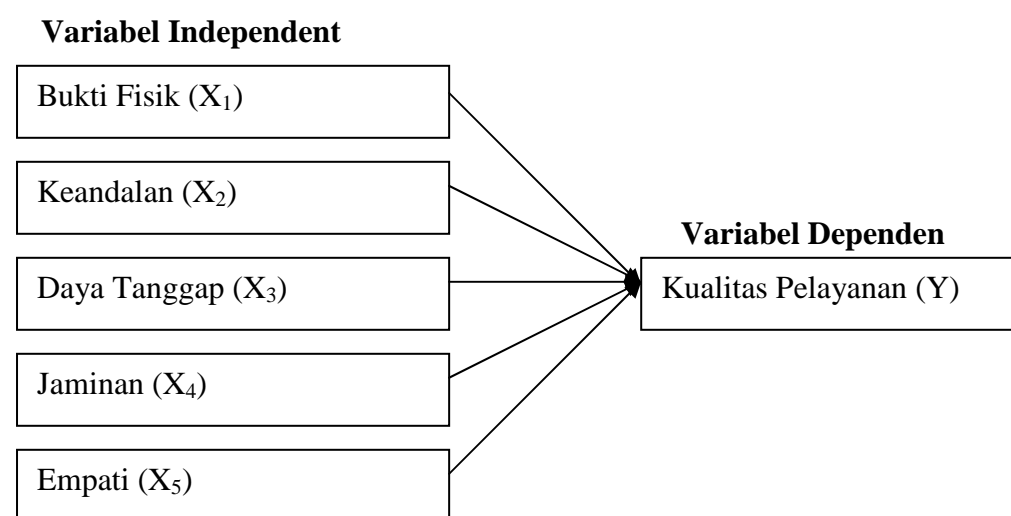 Variabel Independent
Bukti Fisik (X₁)
Keandalan (X₂)
Daya Tanggap (X₃)
Jaminan (X₄)
Empati (X₅)
Variabel Dependen
Kualitas Pelayanan (Y)